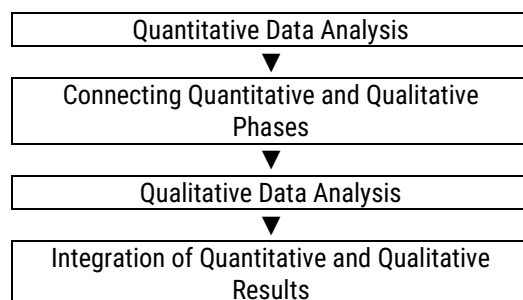 Quantitative Data Analysis
Connecting Quantitative and Qualitative
Phases
Qualitative Data Analysis
Integration of Quantitative and Qualitative
Results